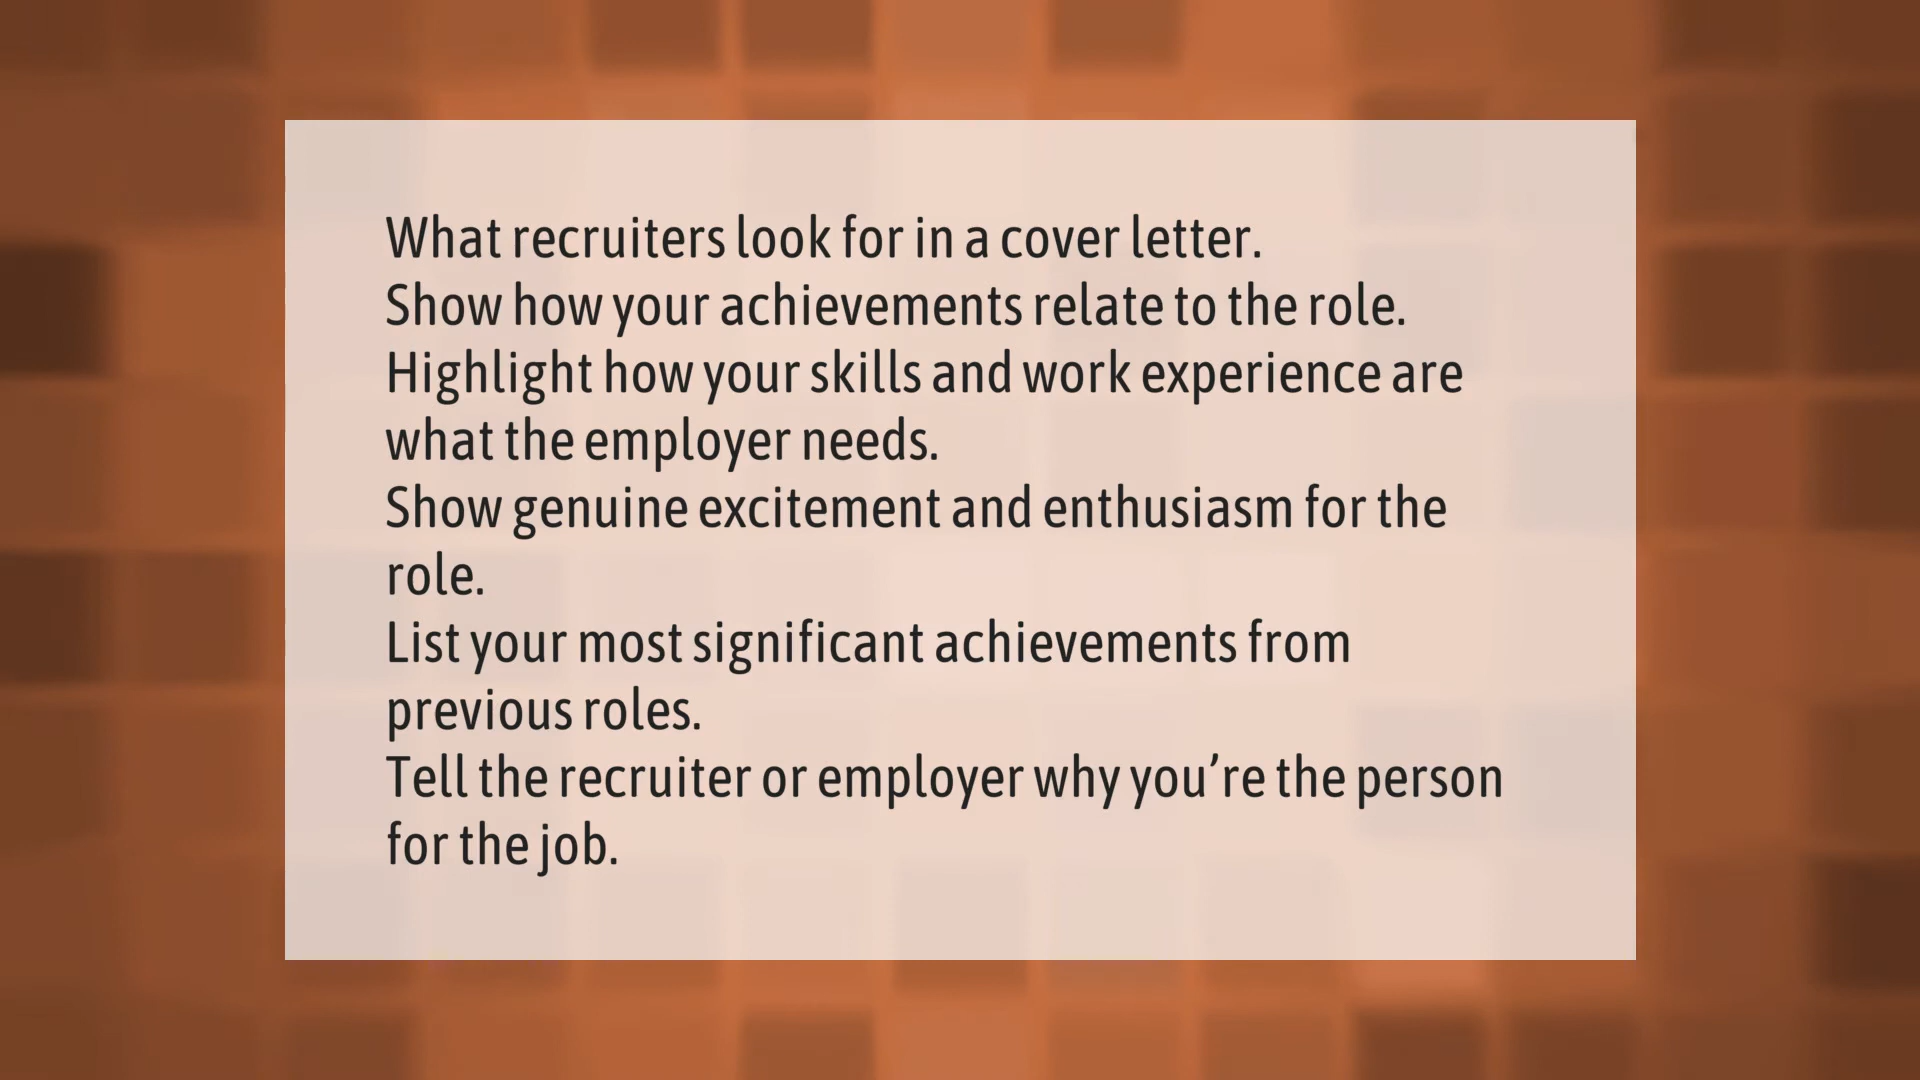 What recruiters look for in a cover letter.
Show how your achievements relate to the role.
Highlight how your skills and work experience are
what the employer needs.
Show genuine excitement and enthusiasm for the
role.
List your most significant achievements from
previous roles.
Tell the recruiter or employer why you’re the person
for the job.